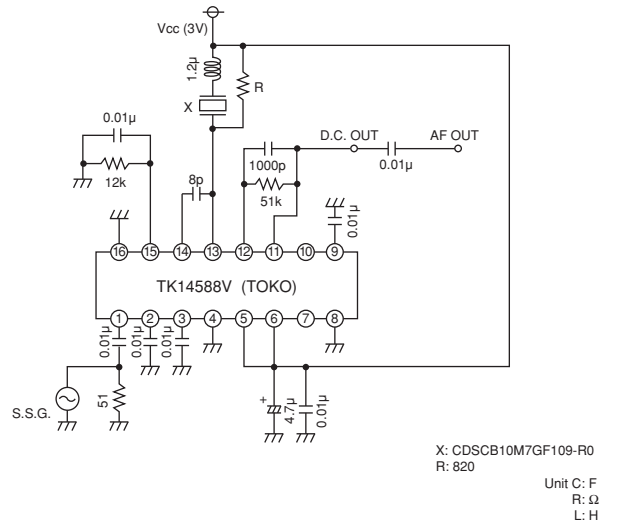 Vcc (3V)
1.2µ
R
X
0.01µ
12k
8p
1000p
51k
D.C. OUT
0.01µ
AF OUT
0.01µ
16 15 14 13 12 11 10 9
TK14588V (TOKO)
1 2 3 4 5 6 7 8
0.01µ
0.01µ
0.01µ
S.S.G.
51
+
4.7µ
0.01µ
X: CDSCB10M7GF109-R0
R: 820
Unit C: F
R: Ω
L: H